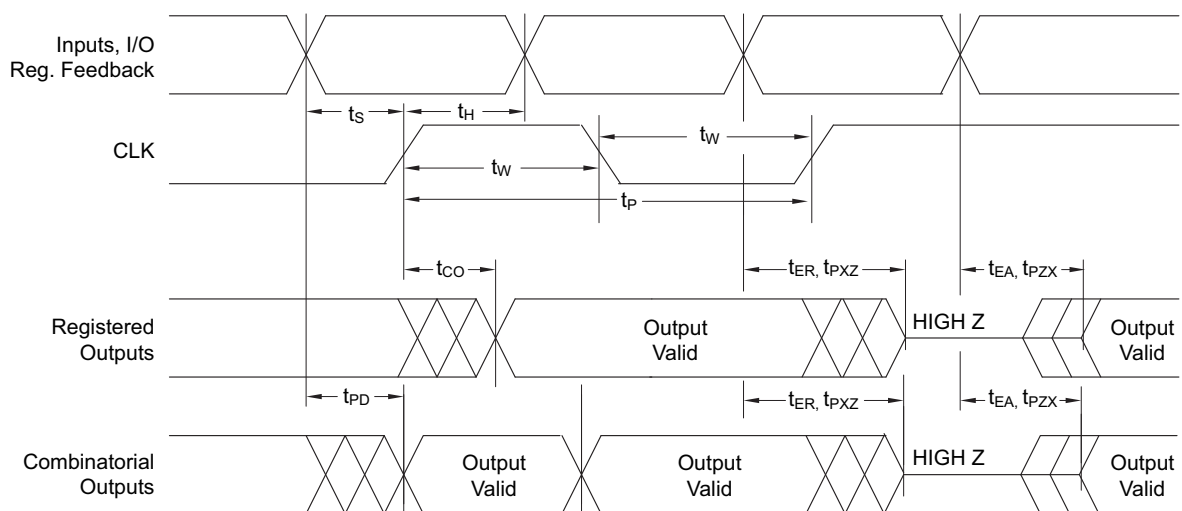 Inputs, I/O
Reg. Feedback
tS
tH
CLK
tW
tW
tP
tCO
tER, tPXZ
tEA, tPZX
Registered
Outputs
Output
Valid
HIGH Z
Output
Valid
tPD
tER, tPXZ
tEA, tPZX
Combinatorial
Outputs
Output
Valid
Output
Valid
HIGH Z
Output
Valid